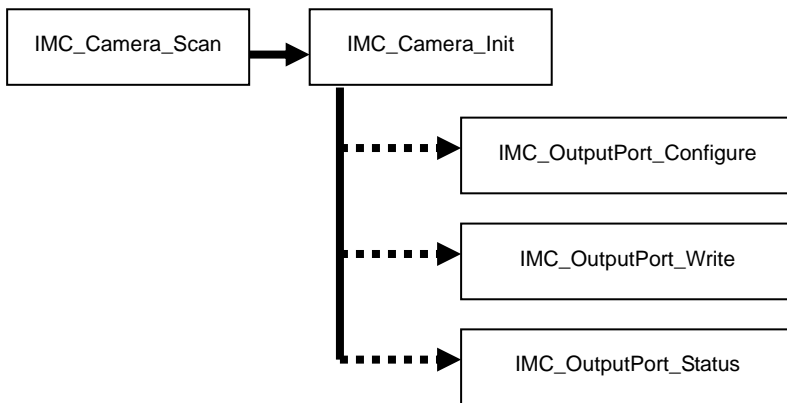 IMC_Camera_Scan
IMC_Camera_Init
IMC_OutputPort_Configure
IMC_OutputPort_Write
IMC_OutputPort_Status